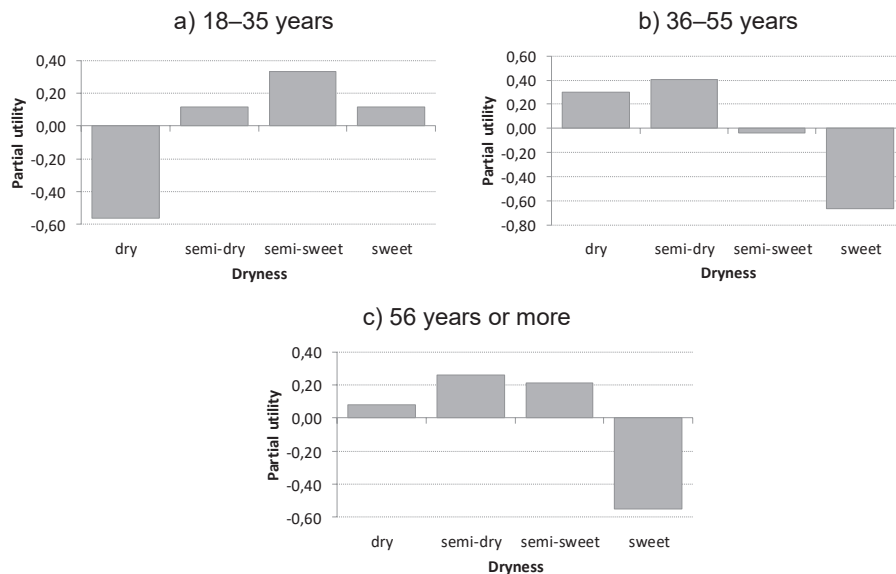 a) 18–35 years
0,40
0,20
0,00
-0,20
-0,40
-0,60
Partial utility
dry semi-dry semi-sweet sweet
Dryness
b) 36–55 years
0,60
0,40
0,20
0,00
-0,20
-0,40
-0,60
-0,80
Partial utility
dry semi-dry semi-sweet sweet
Dryness
c) 56 years or more
0,40
0,20
0,00
-0,20
-0,40
-0,60
Partial utility
dry semi-dry semi-sweet sweet
Dryness